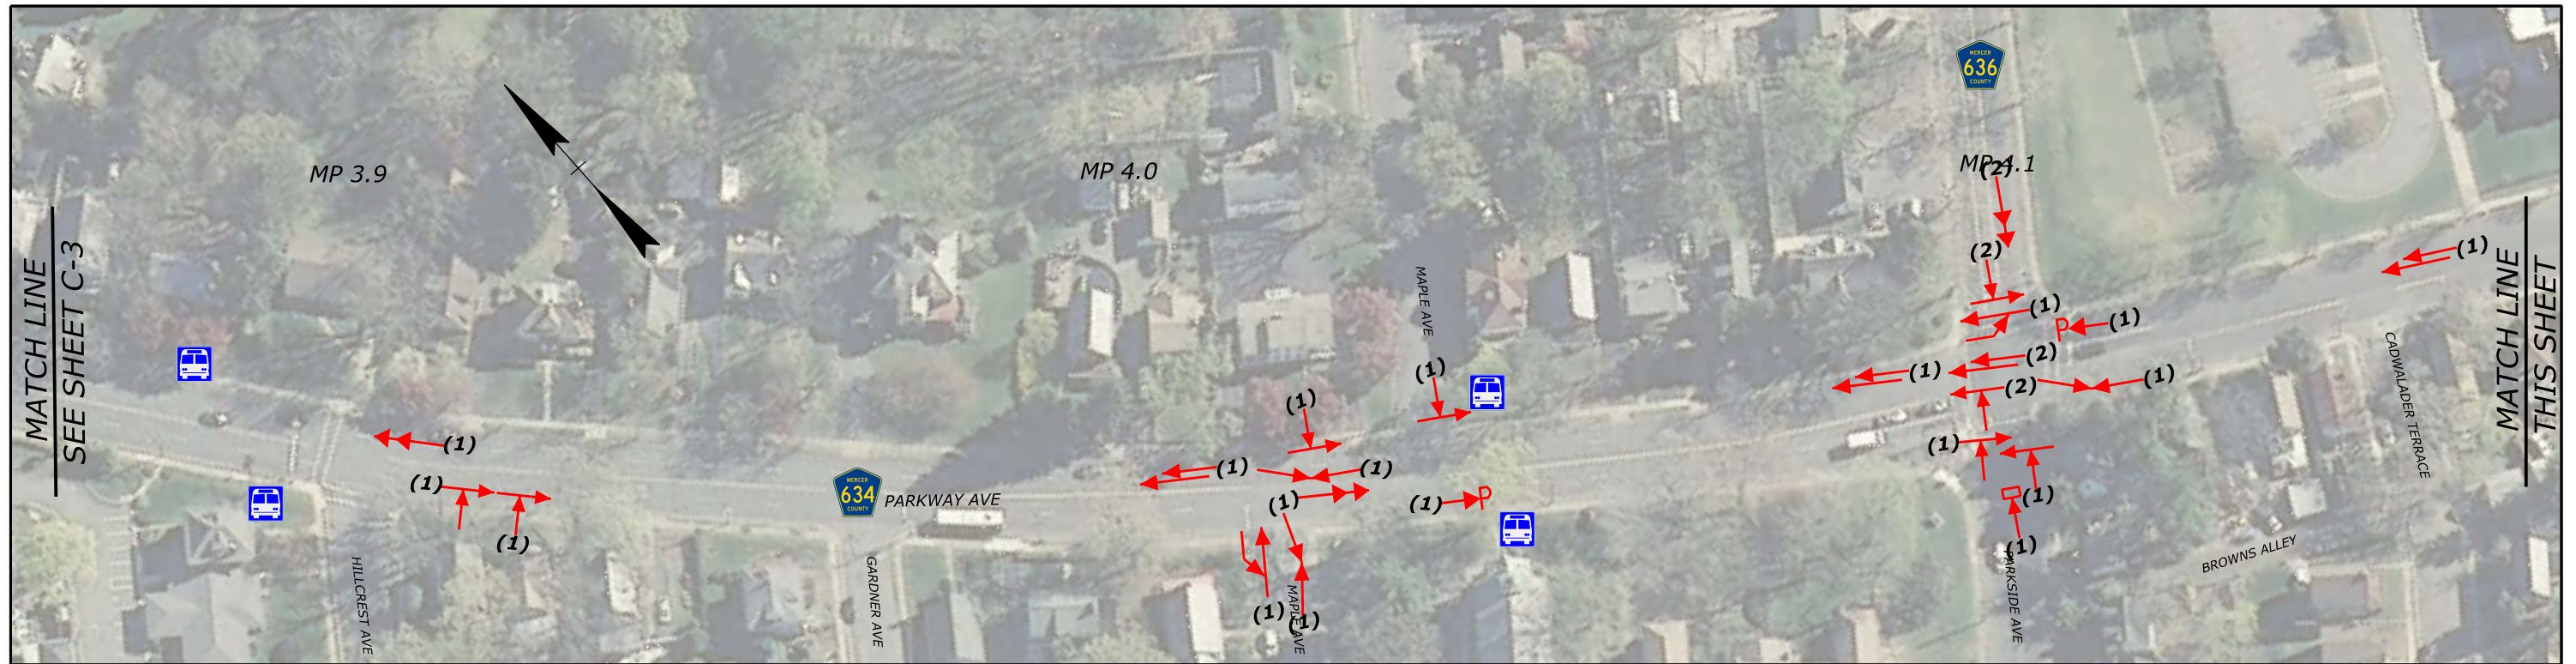 MERCER
636
COUNTY
MP 3.9
MP 4.0
MP 4.1
(2)
MATCH LINE
SEE SHEET C-3
(2)
(1)
(1)
(1)
MAPLE AVE
MATCH LINE
THIS SHEET
CADWALADER TERRACE
(2)
(1)
(2)
(1)
(1)
(1)
(1)
(1)
(1)
(1)
P
P
(1)
(1)
(1)
(1)
MERCER
634
COUNTY
PARKWAY AVE
(1)
(1)
(1)
(1)
(1)
HILLCREST AVE
GARDNER AVE
MAPLE AVE
PARKSIDE AVE
BROWNS ALLEY